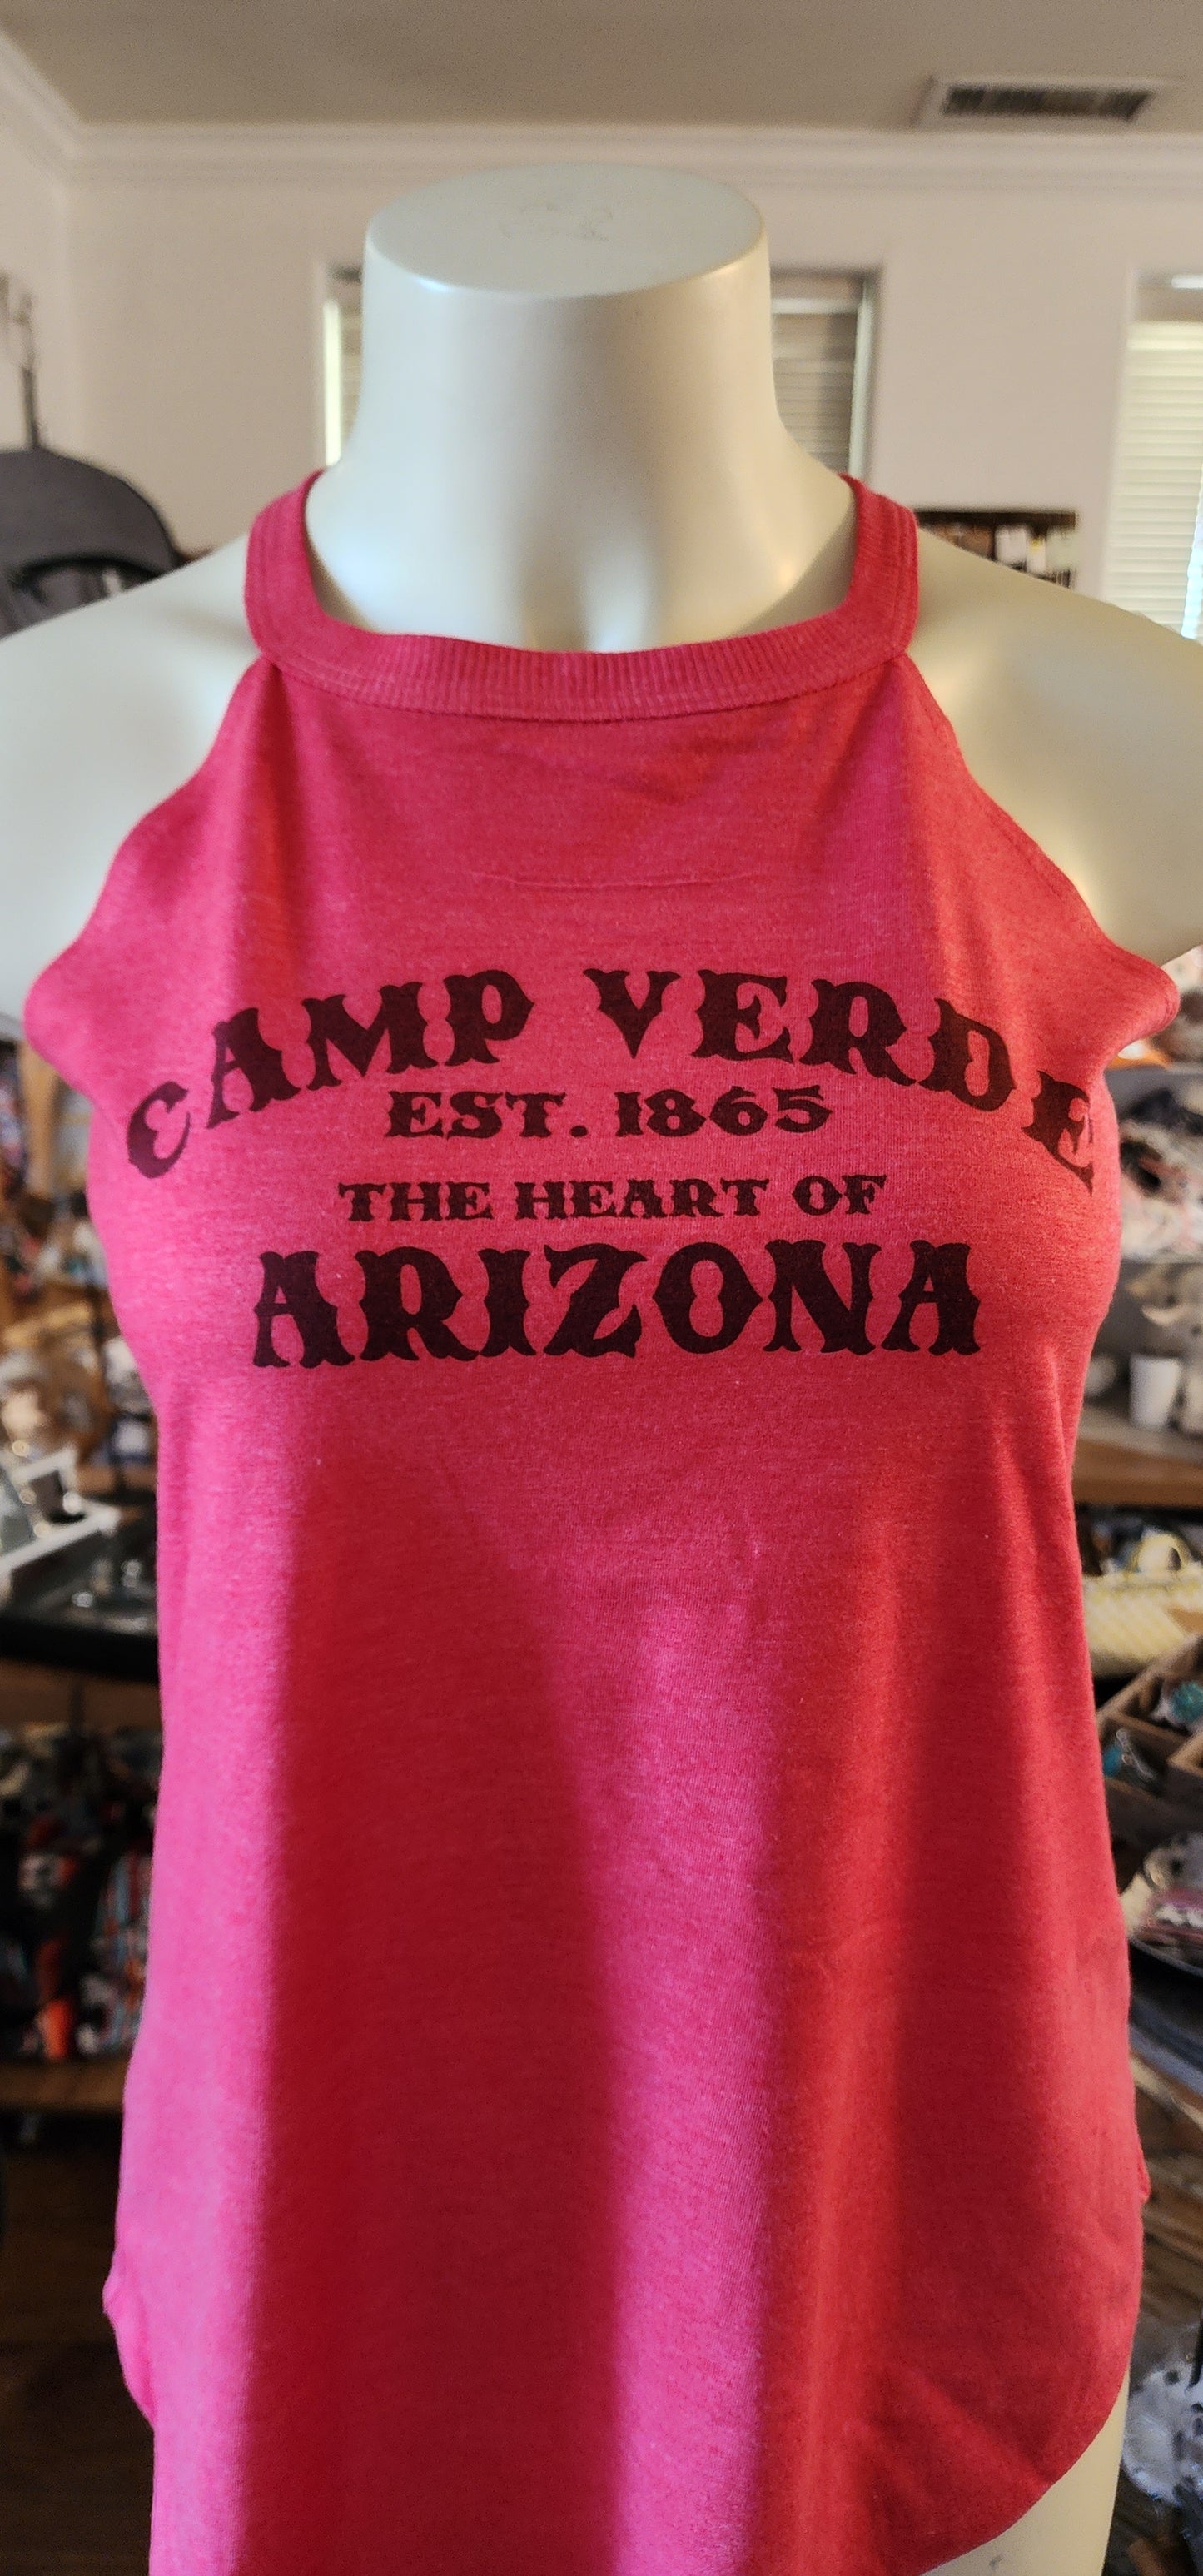 CAMP VERDE
EST. 1865
THE HEART OF
ARIZONA